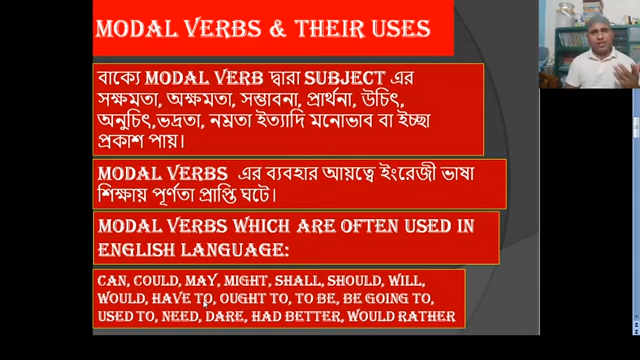 MODAL VERBS & THEIR USES
বাক্যে MODAL VERB দ্বারা SUBJECT এর
সক্ষমতা, অক্ষমতা, সম্ভাবনা, প্রার্থনা, উচিৎ,
অনুচিৎ,ভদ্রতা, নম্রতা ইত্যাদি মনোভাব বা ইচ্ছা
প্রকাশ পায়।
MODAL VERBS এর ব্যবহার আয়ত্বে ইংরেজী ভাষা
শিক্ষায় পূর্ণতা প্রাপ্তি ঘটে।
MODAL VERBS WHICH ARE OFTEN USED IN
ENGLISH LANGUAGE:
CAN, COULD, MAY, MIGHT, SHALL, SHOULD, WILL,
WOULD, HAVE TO, OUGHT TO, TO BE, BE GOING TO,
USED TO, NEED, DARE, HAD BETTER, WOULD RATHER